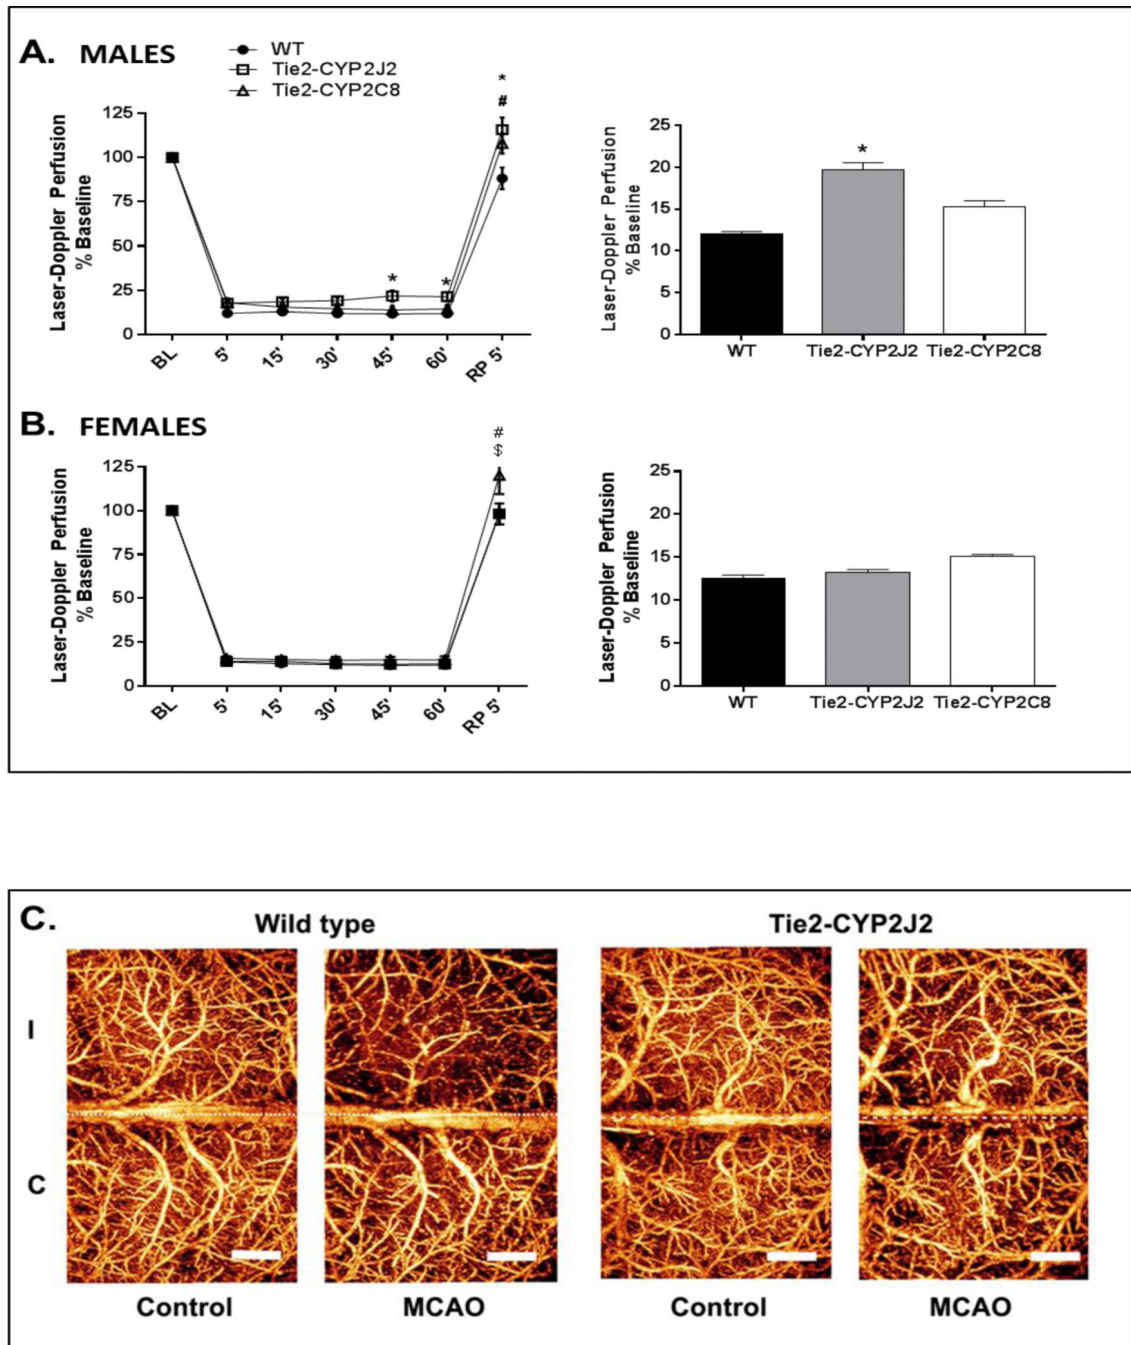 A. MALES
WT
Tie2-CYP2J2
Tie2-CYP2C8
Laser-Doppler Perfusion
% Baseline
125
100
75
50
25
0
*
#
*
*
BL
5'
15'
30'
45'
60'
RP 5'
Laser-Doppler Perfusion
% Baseline
25
20
15
10
5
0
*
WT
Tie2-CYP2J2
Tie2-CYP2C8
B. FEMALES
Laser-Doppler Perfusion
% Baseline
125
100
75
50
25
0
#
$
BL
5'
15'
30'
45'
60'
RP 5'
Laser-Doppler Perfusion
% Baseline
25
20
15
10
5
0
WT
Tie2-CYP2J2
Tie2-CYP2C8
C.
Wild type
Tie2-CYP2J2
I
C
Control
MCAO
Control
MCAO